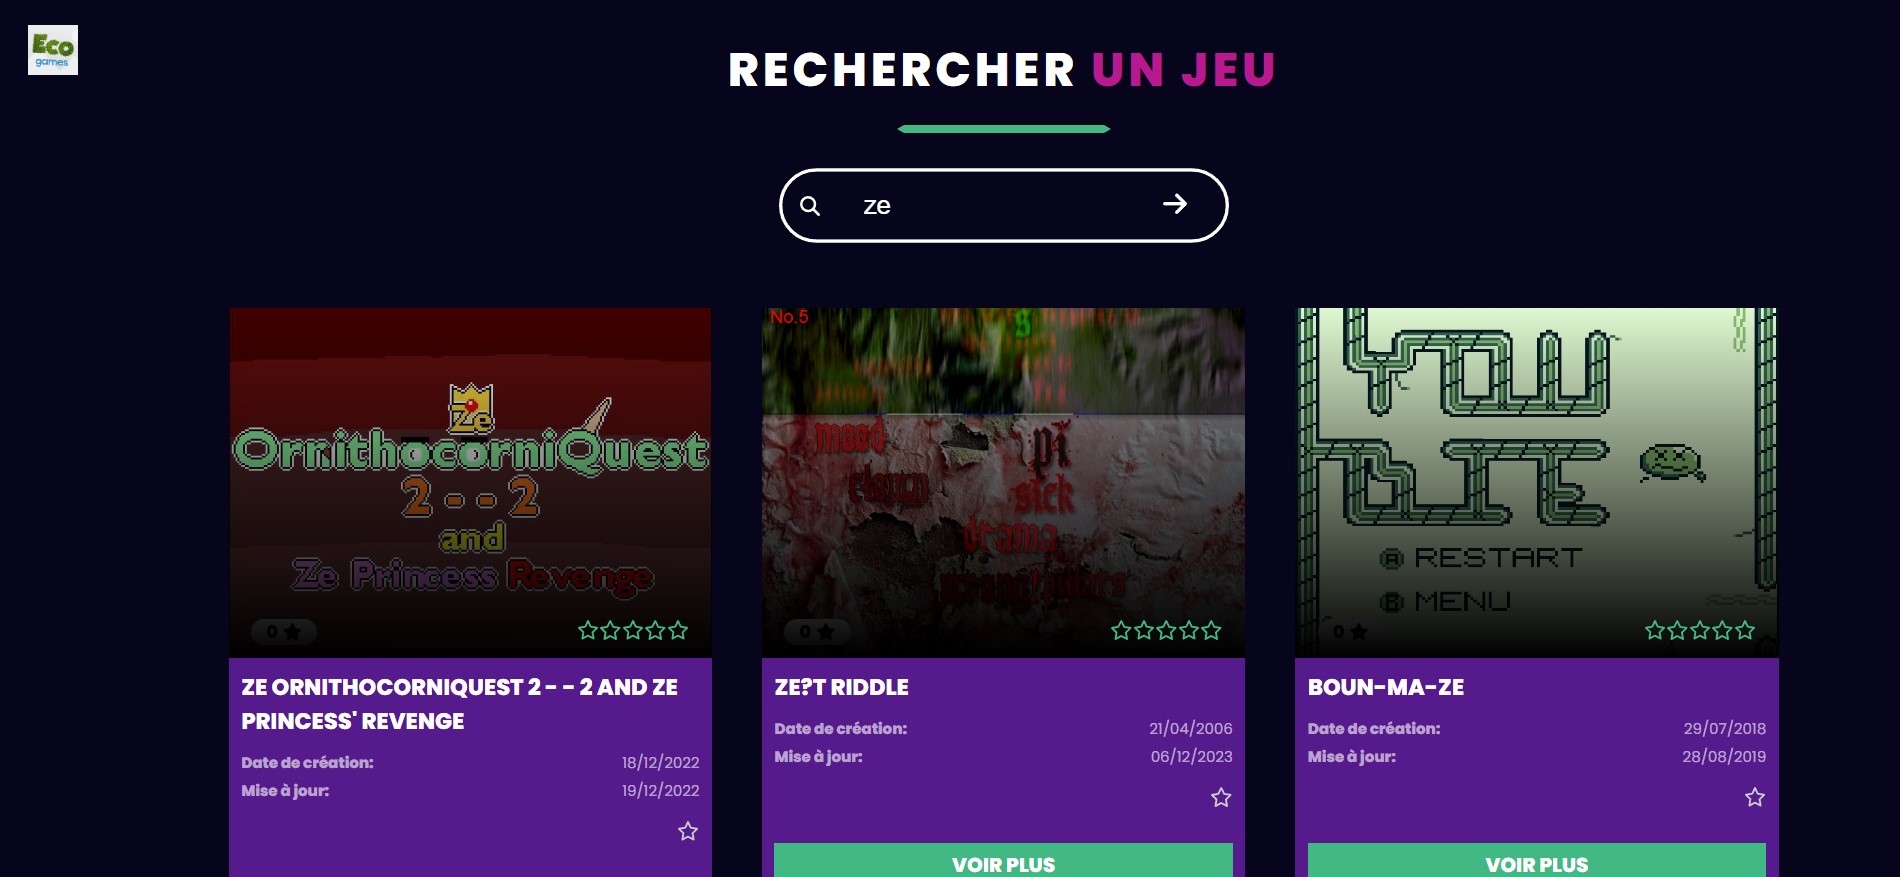 Eco
games
RECHERCHER UN JEU
ze
Ze
OrnithocorniQuest
2 - - 2
and
Ze Princess Revenge
0
ZE ORNITHOCORNIQUEST 2 - - 2 AND ZE
PRINCESS' REVENGE
Date de création: 18/12/2022
Mise à jour: 19/12/2022
No.5
S
mood
pi
sick
drama
0
ZE?T RIDDLE
Date de création: 21/04/2006
Mise à jour: 06/12/2023
VOIR PLUS
YOU
DIE
A RESTART
B MENU
0
BOUN-MA-ZE
Date de création: 29/07/2018
Mise à jour: 28/08/2019
VOIR PLUS